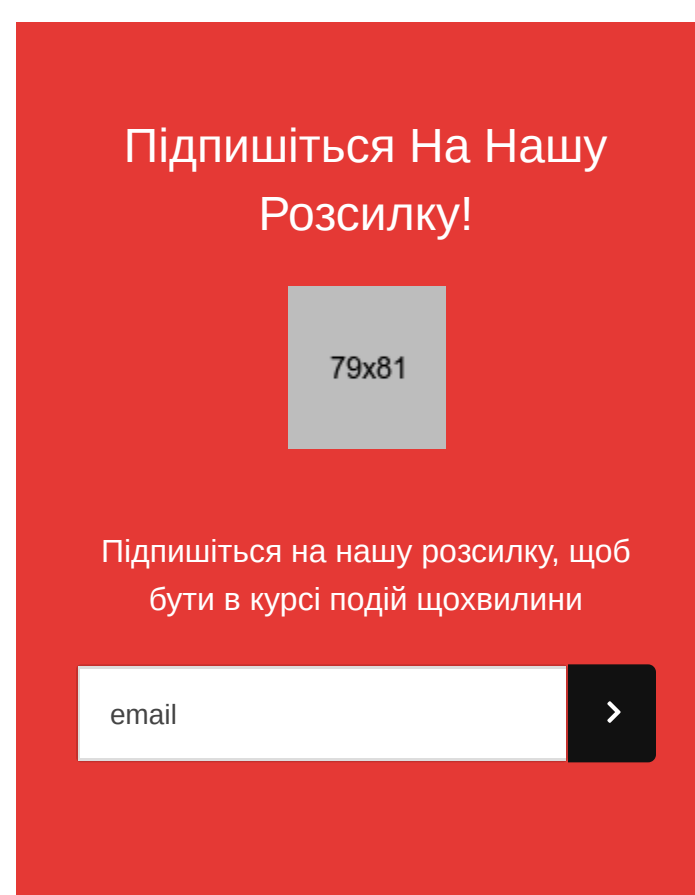 Підпишіться На Нашу
Розсилку!
79x81
Підпишіться на нашу розсилку, щоб
бути в курсі подій щохвилини
email